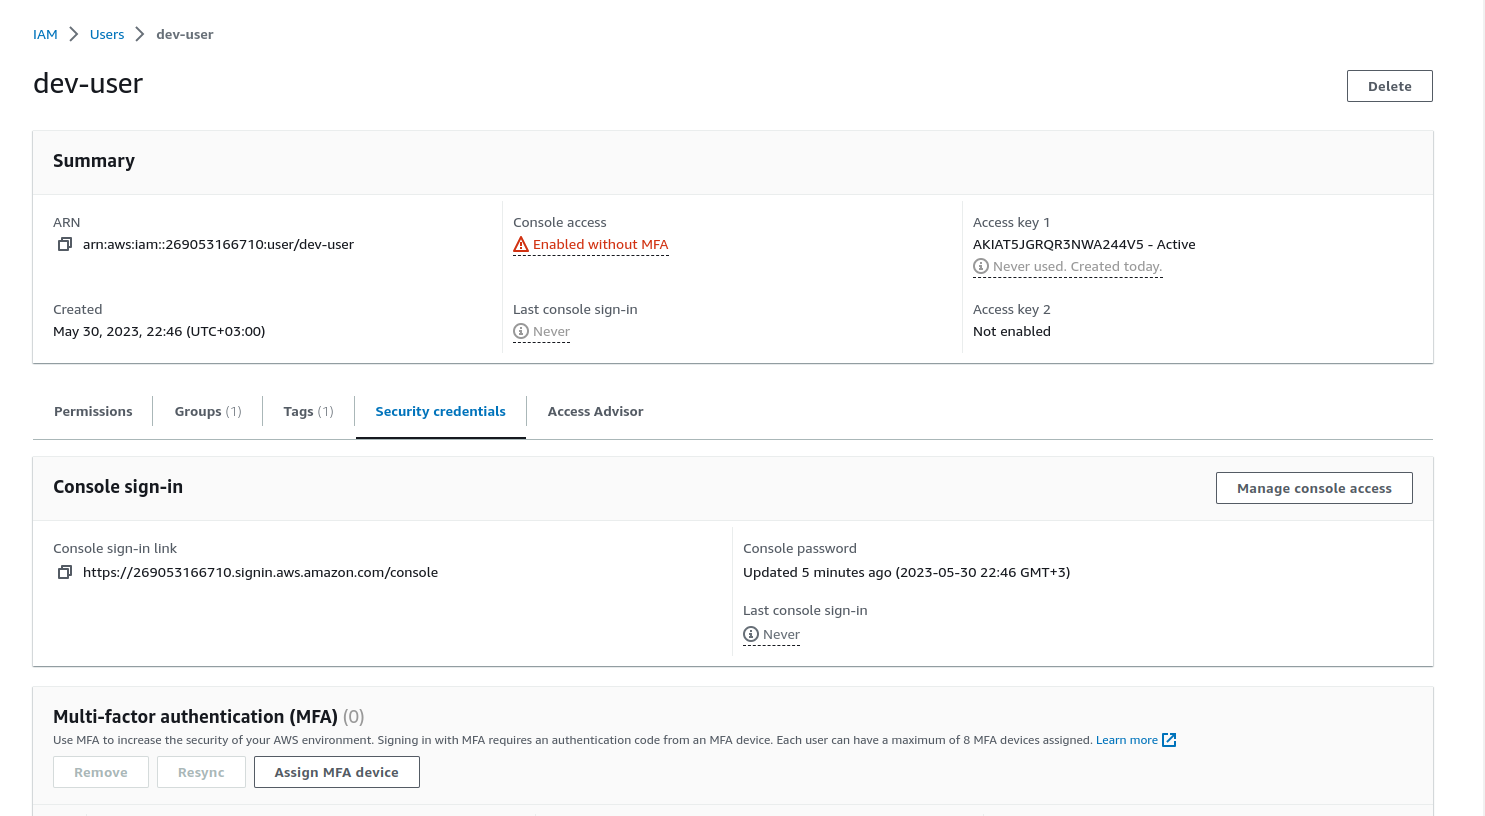 IAM > Users > dev-user
dev-user
Delete
Summary
ARN
arn:aws:iam::269053166710:user/dev-user
Created
May 30, 2023, 22:46 (UTC+03:00)
Console access
Enabled without MFA
Last console sign-in
Never
Access key 1
AKIAT5JGRQR3NWA244V5 - Active
Never used. Created today.
Access key 2
Not enabled
Permissions
Groups (1)
Tags (1)
Security credentials
Access Advisor
Console sign-in
Manage console access
Console sign-in link
https://269053166710.signin.aws.amazon.com/console
Console password
Updated 5 minutes ago (2023-05-30 22:46 GMT+3)
Last console sign-in
Never
Multi-factor authentication (MFA) (0)
Use MFA to increase the security of your AWS environment. Signing in with MFA requires an authentication code from an MFA device. Each user can have a maximum of 8 MFA devices assigned. Learn more
Remove
Resync
Assign MFA device